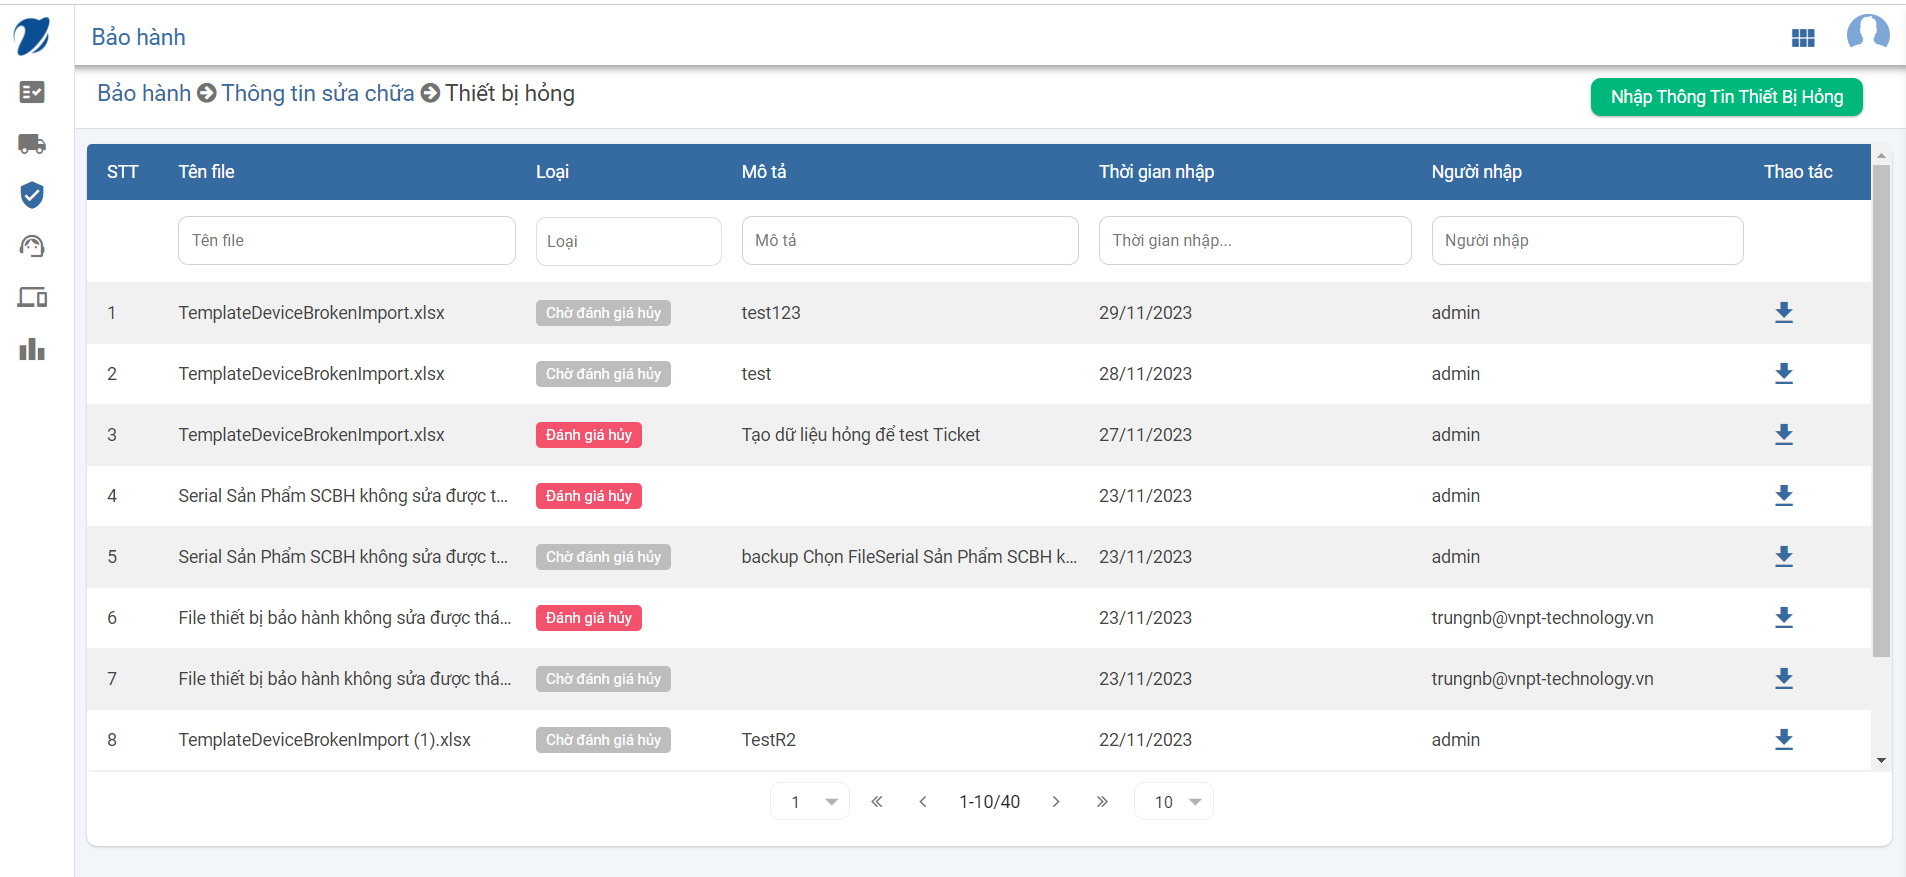 Bảo hành
Bảo hành Thông tin sửa chữa Thiết bị hỏng
Nhập Thông Tin Thiết Bị Hỏng
STT Tên file Loại Mô tả Thời gian nhập Người nhập Thao tác
Tên file Loại Mô tả Thời gian nhập... Người nhập
1 TemplateDeviceBrokenImport.xlsx Chờ đánh giá hủy test123 29/11/2023 admin
2 TemplateDeviceBrokenImport.xlsx Chờ đánh giá hủy test 28/11/2023 admin
3 TemplateDeviceBrokenImport.xlsx Đánh giá hủy Tạo dữ liệu hỏng để test Ticket 27/11/2023 admin
4 Serial Sản Phẩm SCBH không sửa được t... Đánh giá hủy 23/11/2023 admin
5 Serial Sản Phẩm SCBH không sửa được t... Chờ đánh giá hủy backup Chọn FileSerial Sản Phẩm SCBH k... 23/11/2023 admin
6 File thiết bị bảo hành không sửa được thá... Đánh giá hủy 23/11/2023 trungnb@vnpt-technology.vn
7 File thiết bị bảo hành không sửa được thá... Chờ đánh giá hủy 23/11/2023 trungnb@vnpt-technology.vn
8 TemplateDeviceBrokenImport (1).xlsx Chờ đánh giá hủy TestR2 22/11/2023 admin
1 1-10/40 10